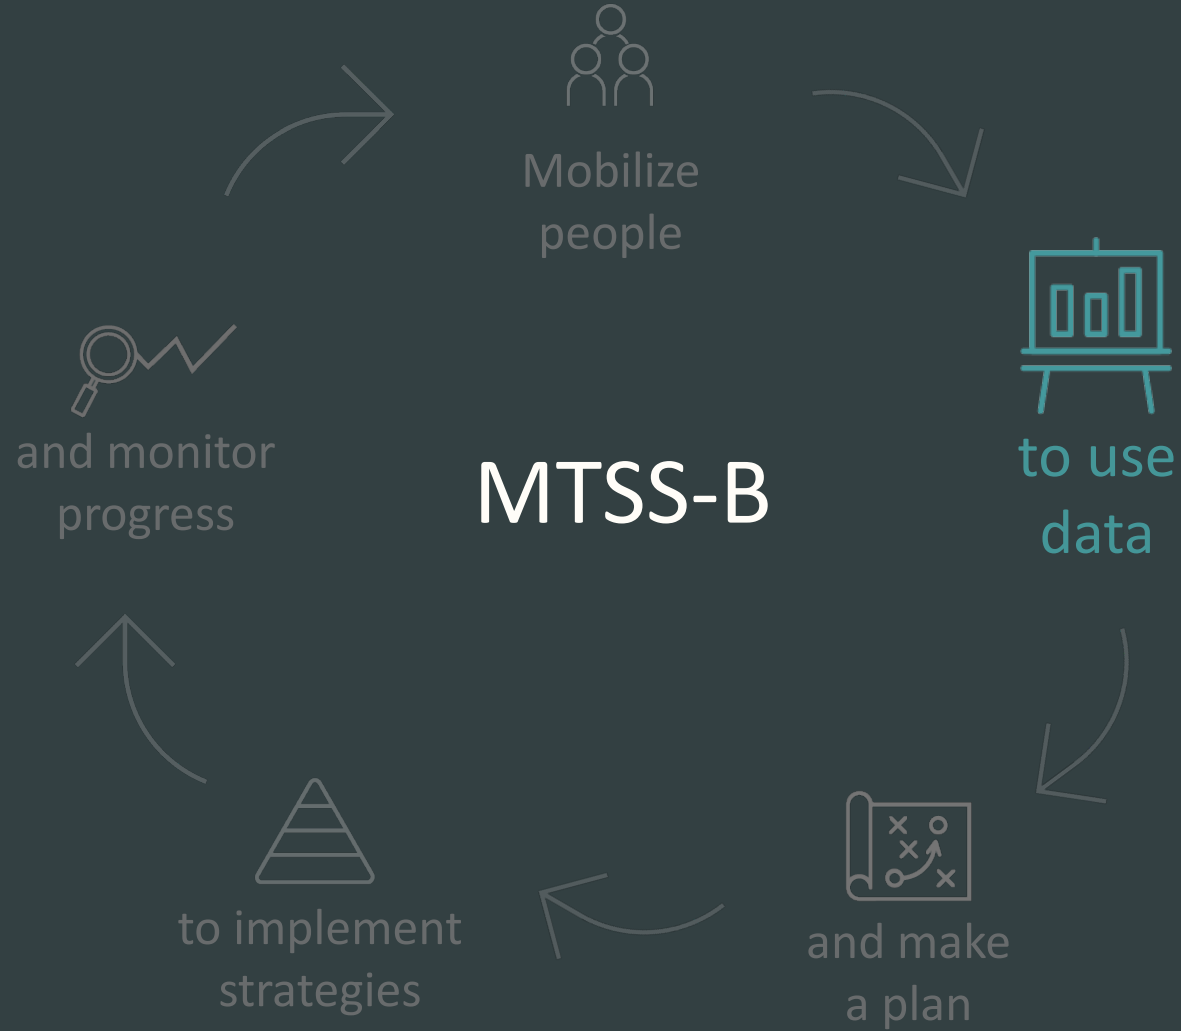 Mobilize
people
to use
data
and make
a plan
to implement
strategies
and monitor
progress
MTSS-B